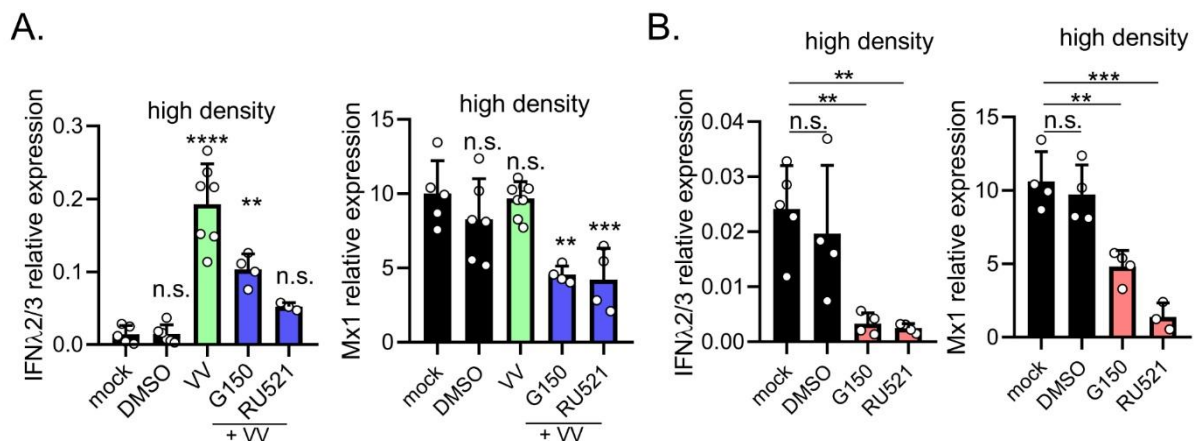 A.
high density
IFNλ2/3 relative expression
0.3
0.2
0.1
0.0
****
**
n.s.
n.s.
mock
DMSO
VV
G150
RU521
+ VV
high density
Mx1 relative expression
15
10
5
0
n.s.
n.s.
**
***
mock
DMSO
VV
G150
RU521
+ VV
B.
high density
IFNλ2/3 relative expression
0.04
0.03
0.02
0.01
0.00
**
**
n.s.
mock
DMSO
G150
RU521
high density
Mx1 relative expression
15
10
5
0
***
**
n.s.
mock
DMSO
G150
RU521